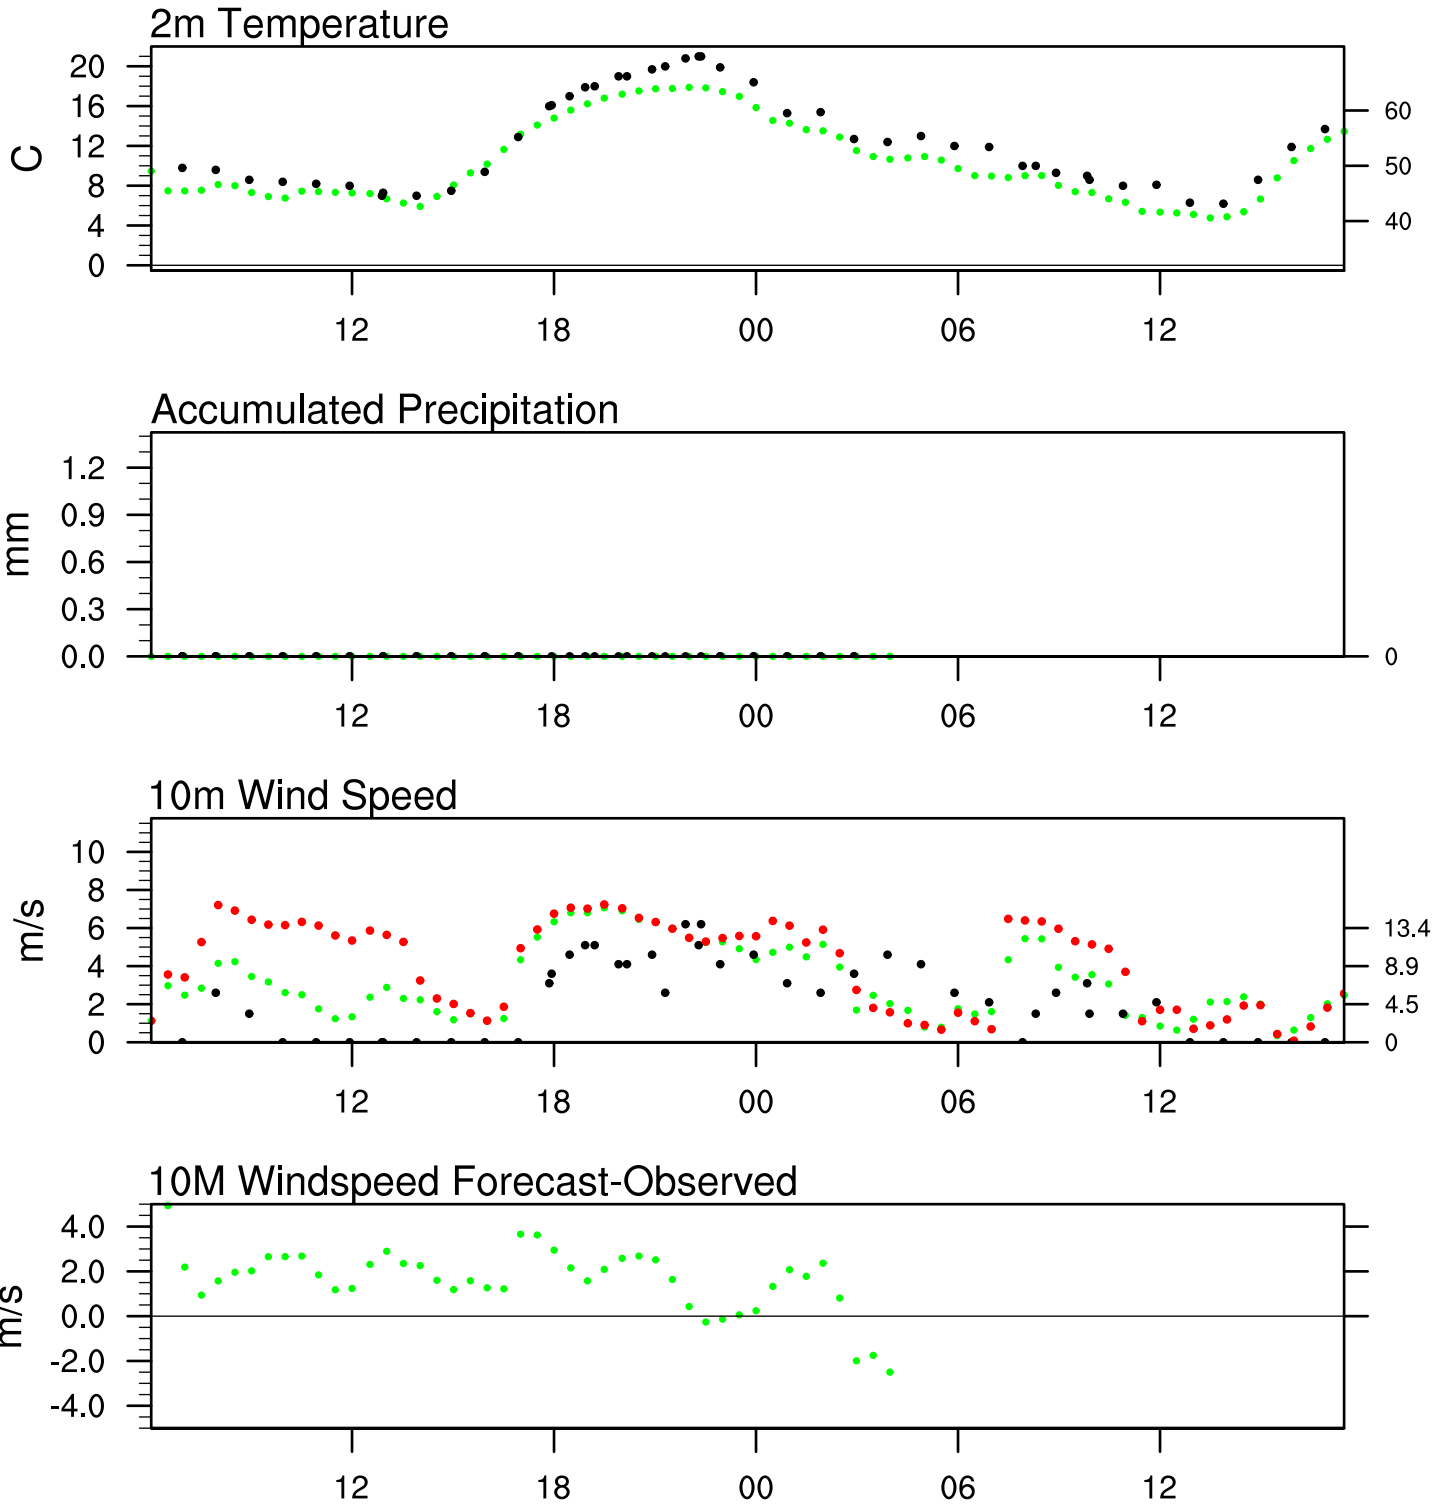 2m Temperature
20
16
12
8
4
0
C
60
50
40
12 18 00 06 12
Accumulated Precipitation
1.2
0.9
0.6
0.3
0.0
mm
0
12 18 00 06 12
10m Wind Speed
10
8
6
4
2
0
m/s
13.4
8.9
4.5
0
12 18 00 06 12
10M Windspeed Forecast-Observed
4.0
2.0
0.0
-2.0
-4.0
m/s
12 18 00 06 12